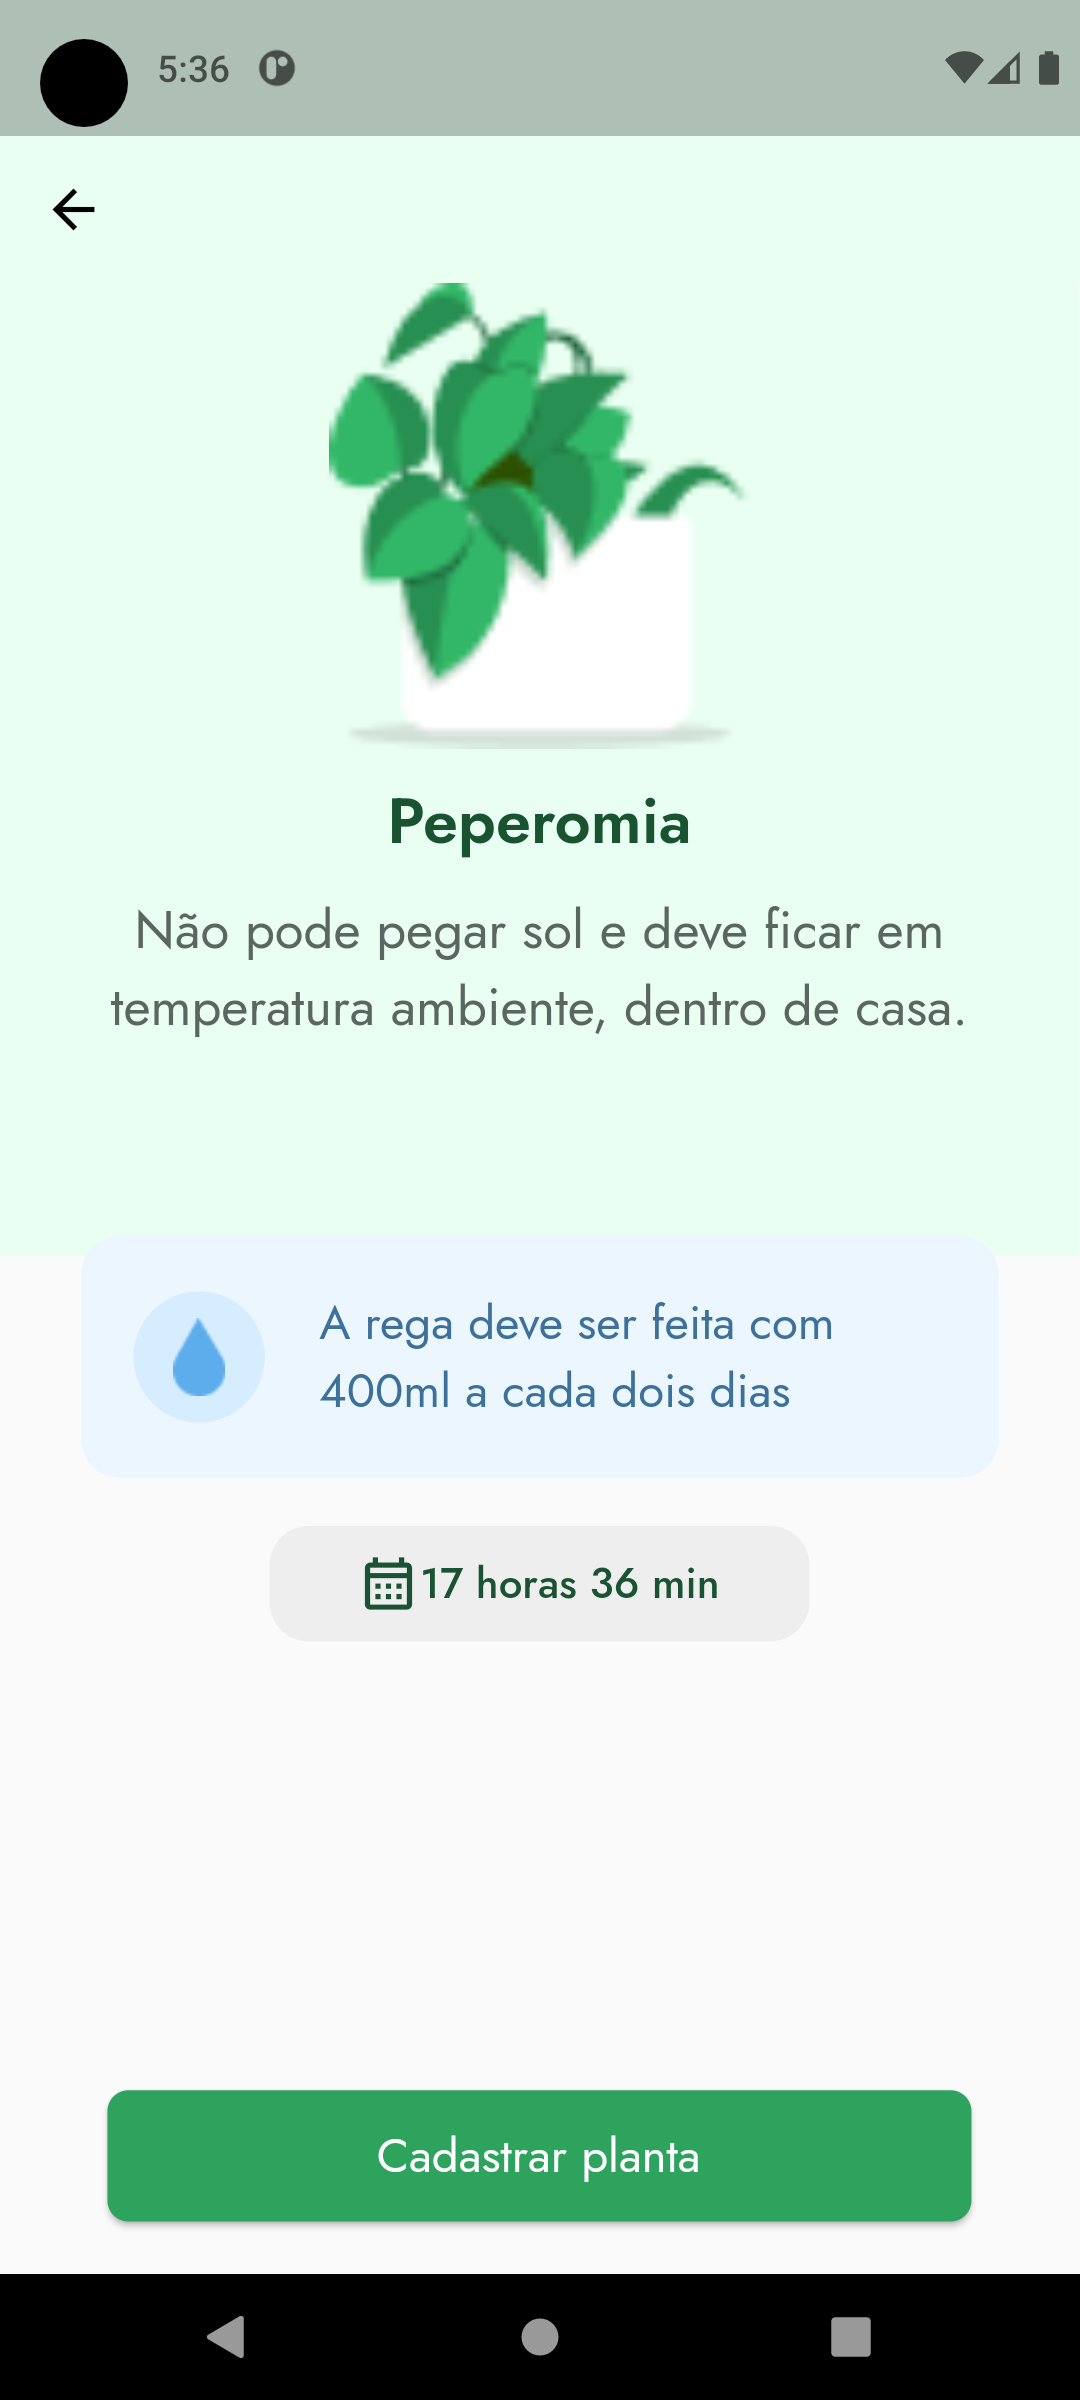 5:36
Peperomia
Não pode pegar sol e deve ficar em
temperatura ambiente, dentro de casa.
A rega deve ser feita com
400ml a cada dois dias
17 horas 36 min
Cadastrar planta